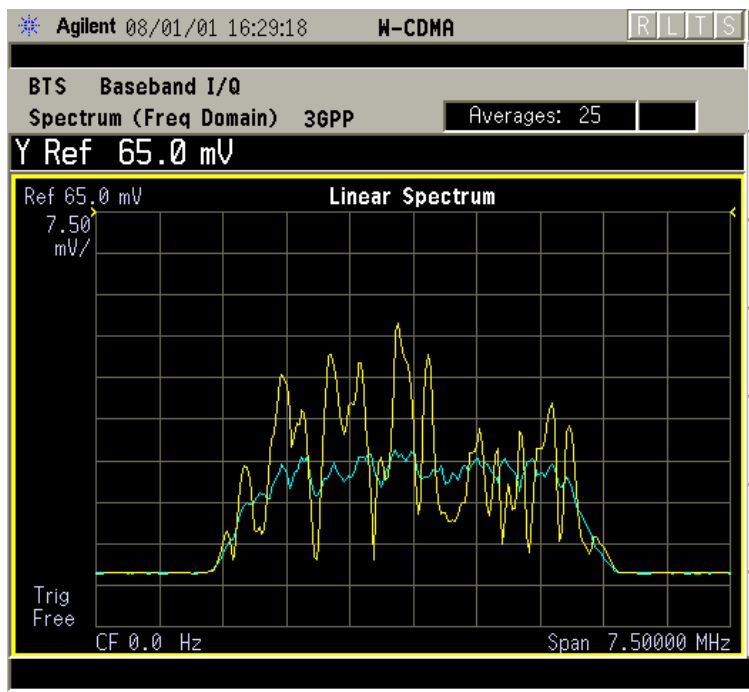 Agilent 08/01/01 16:29:18 W-CDMA R L T S
BTS Baseband I/Q
Spectrum (Freq Domain) 3GPP Averages: 25
Y Ref 65.0 mV
Ref 65.0 mV Linear Spectrum
7.50
mV/
Trig
Free
CF 0.0 Hz Span 7.50000 MHz